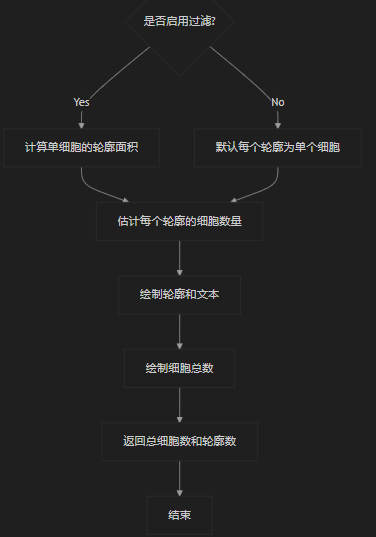 是否启用过滤?
Yes
No
计算单细胞的轮廓面积
默认每个轮廓为单个细胞
估计每个轮廓的细胞数量
绘制轮廓和文本
绘制细胞总数
返回总细胞数和轮廓数
结束